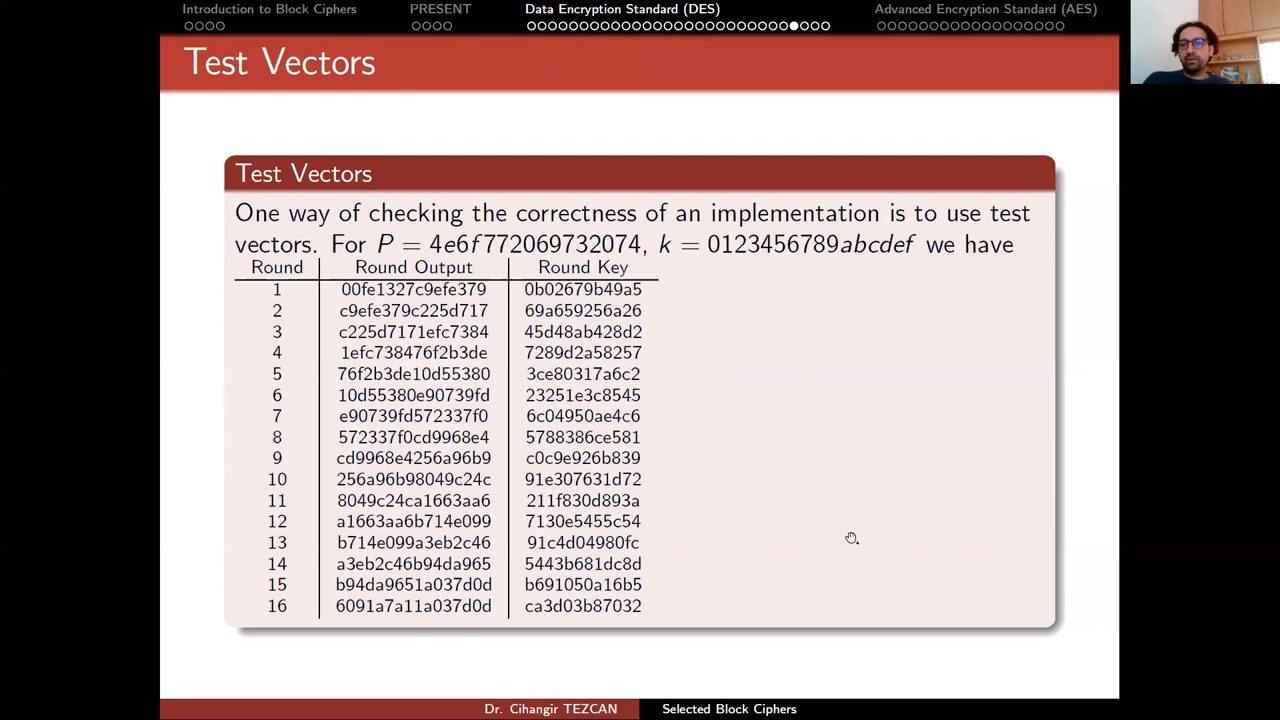 Introduction to Block Ciphers PRESENT Data Encryption Standard (DES) Advanced Encryption Standard (AES)
Test Vectors
Test Vectors
One way of checking the correctness of an implementation is to use test
vectors. For P = 4e6f772069732074, k = 0123456789abcdef we have
Round Round Output Round Key
1 00fe1327c9efe379 0b02679b49a5
2 c9efe379c225d717 69a659256a26
3 c225d7171efc7384 45d48ab428d2
4 1efc738476f2b3de 7289d2a58257
5 76f2b3de10d55380 3ce80317a6c2
6 10d55380e90739fd 23251e3c8545
7 e90739fd572337f0 6c04950ae4c6
8 572337f0cd9968e4 5788386ce581
9 cd9968e4256a96b9 c0c9e926b839
10 256a96b98049c24c 91e307631d72
11 8049c24ca1663aa6 211f830d893a
12 a1663aa6b714e099 7130e5455c54
13 b714e099a3eb2c46 91c4d04980fc
14 a3eb2c46b94da965 5443b681dc8d
15 b94da9651a037d0d b691050a16b5
16 6091a7a11a037d0d ca3d03b87032
Dr. Cihangir TEZCAN Selected Block Ciphers